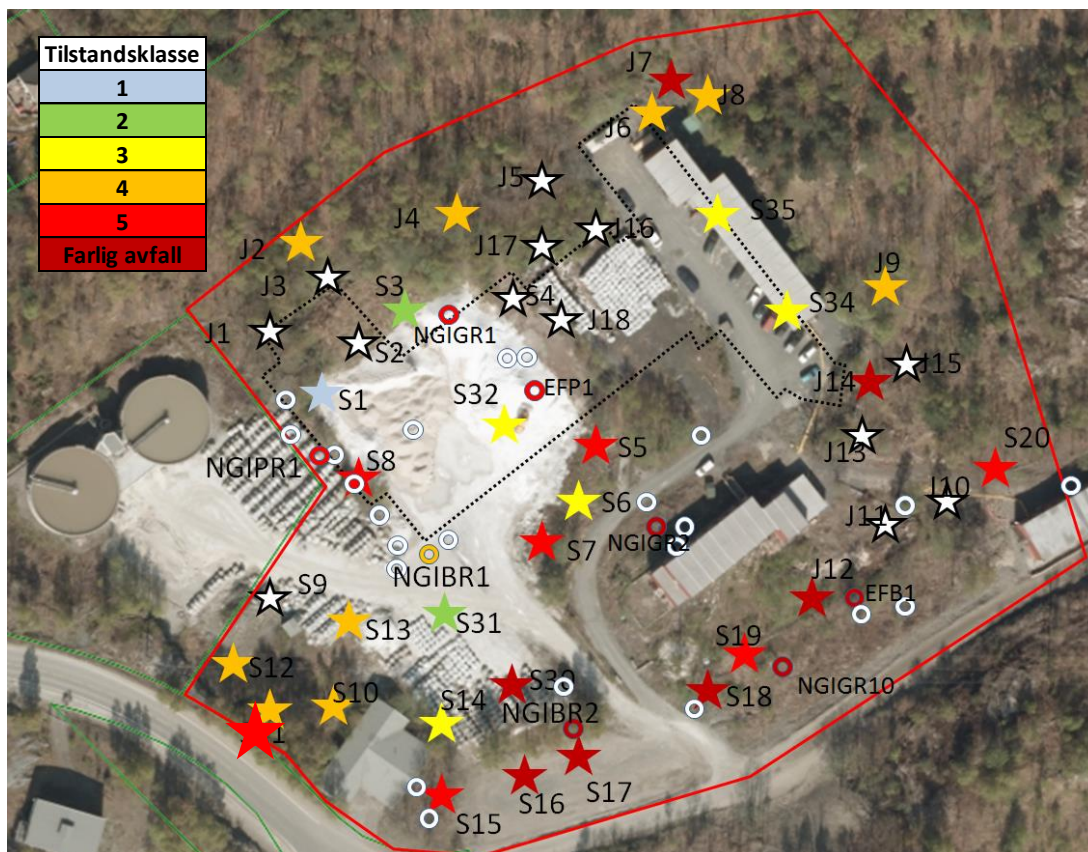 Tilstandsklasse
1
2
3
4
5
Farlig avfall
J7
J8
J6
J5
J4
S35
J16
J2
J17
J3
S3
S4
J9
S34
NGIGR1
J18
J1
S2
J15
J14
EFP1
S1
S32
J13
S5
S20
NGIPR1
S8
S6
J10
J11
S7
NGIGR2
NGIBR1
S9
J12
EFB1
S31
S13
S19
S12
S30
NGIGR10
S18
S10
S14
NGIBR2
1
S17
S16
S15